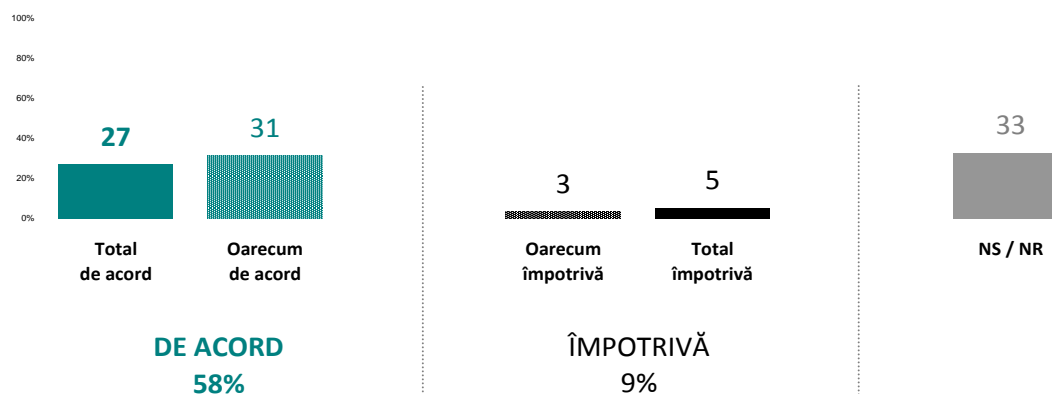 100%
80%
60%
40%
20%
0%
27
31
3
5
33
Total
de acord
Oarecum
de acord
Oarecum
împotrivă
Total
împotrivă
NS / NR
DE ACORD
58%
ÎMPOTRIVĂ
9%